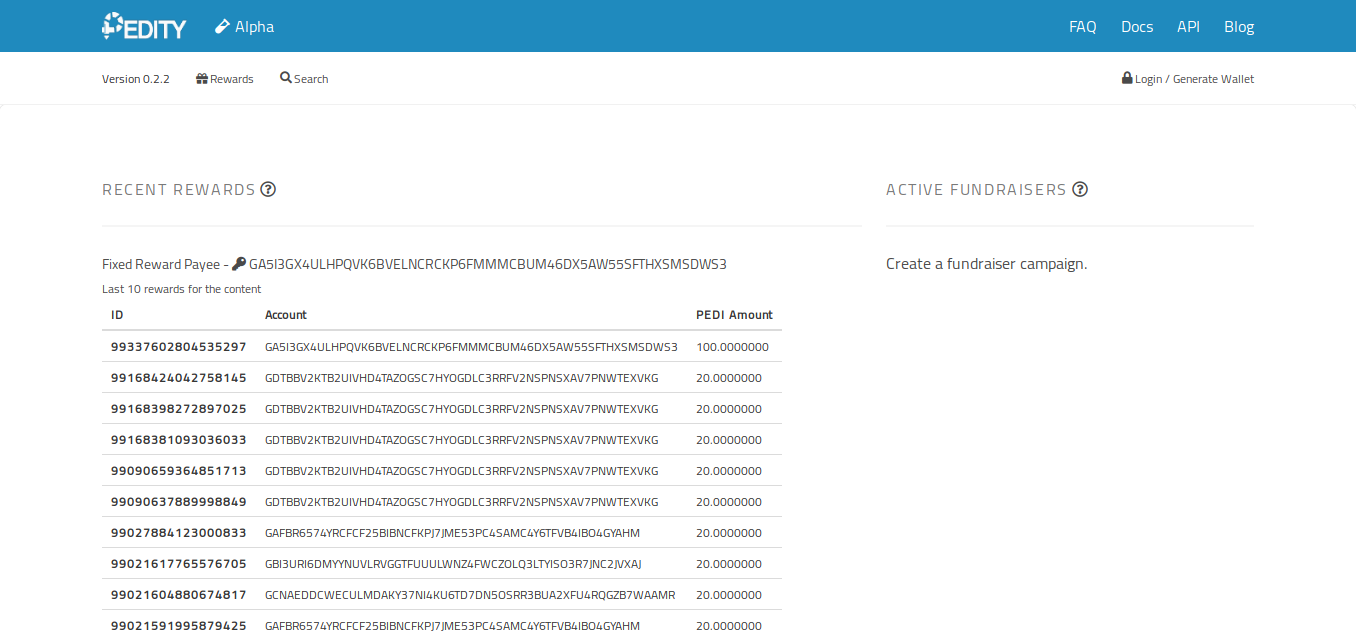 PEDITY Alpha FAQ Docs API Blog
Version 0.2.2 Rewards Search Login / Generate Wallet
RECENT REWARDS ?
ACTIVE FUNDRAISERS ?
Fixed Reward Payee - GA5I3GX4ULHPQVK6BVELNCRCKP6FMMMCBUM46DX5AW55SFTHXSMSDWS3
Create a fundraiser campaign.
Last 10 rewards for the content
ID Account PEDI Amount
99337602804535297 GA5I3GX4ULHPQVK6BVELNCRCKP6FMMMCBUM46DX5AW55SFTHXSMSDWS3 100.0000000
99168424042758145 GDTBBV2KTB2UIVHD4TAZOGSC7HYOGDLC3RRFV2NSPNSXAV7PNWTEXVKG 20.0000000
99168398272897025 GDTBBV2KTB2UIVHD4TAZOGSC7HYOGDLC3RRFV2NSPNSXAV7PNWTEXVKG 20.0000000
99168381093036033 GDTBBV2KTB2UIVHD4TAZOGSC7HYOGDLC3RRFV2NSPNSXAV7PNWTEXVKG 20.0000000
99090659364851713 GDTBBV2KTB2UIVHD4TAZOGSC7HYOGDLC3RRFV2NSPNSXAV7PNWTEXVKG 20.0000000
99090637889998849 GDTBBV2KTB2UIVHD4TAZOGSC7HYOGDLC3RRFV2NSPNSXAV7PNWTEXVKG 20.0000000
99027884123000833 GAFBR6574YRCFCF25BIBNCFKPJ7JME53PC4SAMC4Y6TFVB4IBO4GYAHM 20.0000000
99021617765576705 GBI3URI6DMYYNUVLRVGGTFUUULWNZ4FWCZOLQ3LTYISO3R7JNC2JVXAJ 20.0000000
99021604880674817 GCNAEDDCWECULMDAKY37NI4KU6TD7DN5OSRR3BUA2XFU4RQGZB7WAAMR 20.0000000
99021591995879425 GAFBR6574YRCFCF25BIBNCFKPJ7JME53PC4SAMC4Y6TFVB4IBO4GYAHM 20.0000000